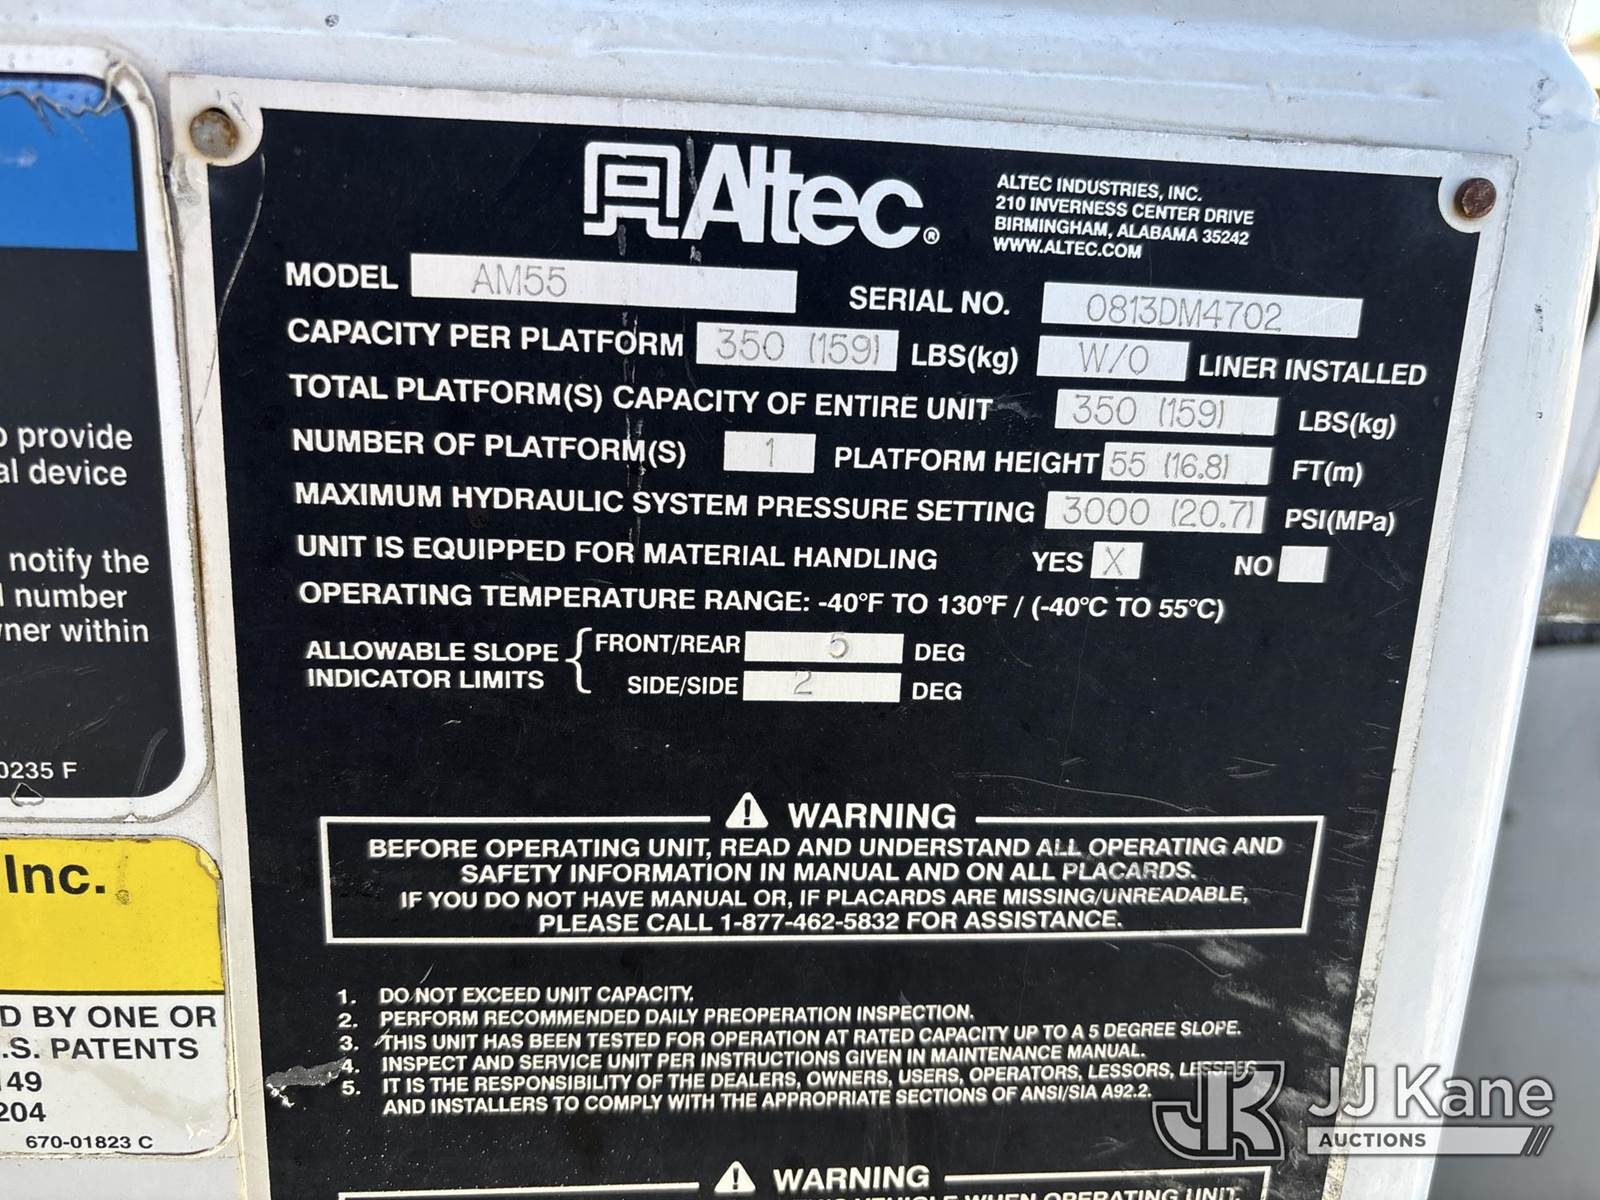 Altec®
ALTEC INDUSTRIES, INC.
210 INVERNESS CENTER DRIVE
BIRMINGHAM, ALABAMA 35242
WWW.ALTEC.COM
MODEL AM55 SERIAL NO. 0813DM4702
CAPACITY PER PLATFORM 350 (159) LBS(kg) W/O LINER INSTALLED
TOTAL PLATFORM(S) CAPACITY OF ENTIRE UNIT 350 (159) LBS(kg)
NUMBER OF PLATFORM(S) 1 PLATFORM HEIGHT 55 (16.8) FT(m)
MAXIMUM HYDRAULIC SYSTEM PRESSURE SETTING 3000 (20.7) PSI(MPa)
UNIT IS EQUIPPED FOR MATERIAL HANDLING YES X NO
OPERATING TEMPERATURE RANGE: -40°F TO 130°F / (-40°C TO 55°C)
ALLOWABLE SLOPE INDICATOR LIMITS
FRONT/REAR 5 DEG
SIDE/SIDE 2 DEG
WARNING
BEFORE OPERATING UNIT, READ AND UNDERSTAND ALL OPERATING AND
SAFETY INFORMATION IN MANUAL AND ON ALL PLACARDS.
IF YOU DO NOT HAVE MANUAL OR, IF PLACARDS ARE MISSING/UNREADABLE,
PLEASE CALL 1-877-462-5832 FOR ASSISTANCE.
1. DO NOT EXCEED UNIT CAPACITY.
2. PERFORM RECOMMENDED DAILY PREOPERATION INSPECTION.
3. THIS UNIT HAS BEEN TESTED FOR OPERATION AT RATED CAPACITY UP TO A 5 DEGREE SLOPE.
4. INSPECT AND SERVICE UNIT PER INSTRUCTIONS GIVEN IN MAINTENANCE MANUAL.
5. IT IS THE RESPONSIBILITY OF THE DEALERS, OWNERS, USERS, OPERATORS, LESSORS, LESSEES
AND INSTALLERS TO COMPLY WITH THE APPROPRIATE SECTIONS OF ANSI/SIA A92.2.
WARNING
VEHICLE WHEN OPERATING UNIT.
provide
al device
notify the
number
ner within
0235 F
Inc.
D BY ONE OR
.S. PATENTS
149
204
670-01823 C
JK JJ Kane
AUCTIONS